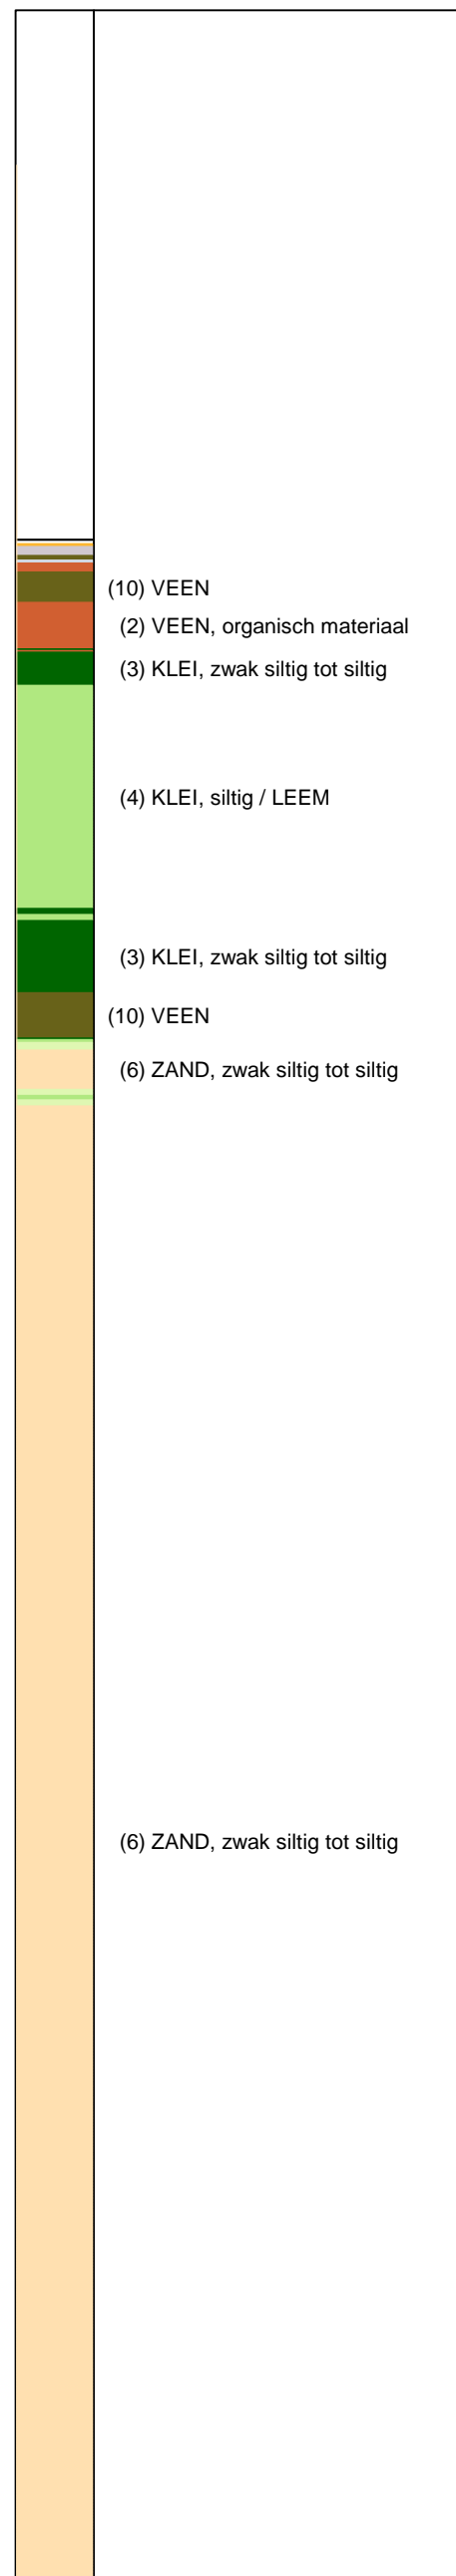 (10) VEEN
(2) VEEN, organisch materiaal
(3) KLEI, zwak siltig tot siltig
(4) KLEI, siltig / LEEM
(3) KLEI, zwak siltig tot siltig
(10) VEEN
(6) ZAND, zwak siltig tot siltig
(6) ZAND, zwak siltig tot siltig